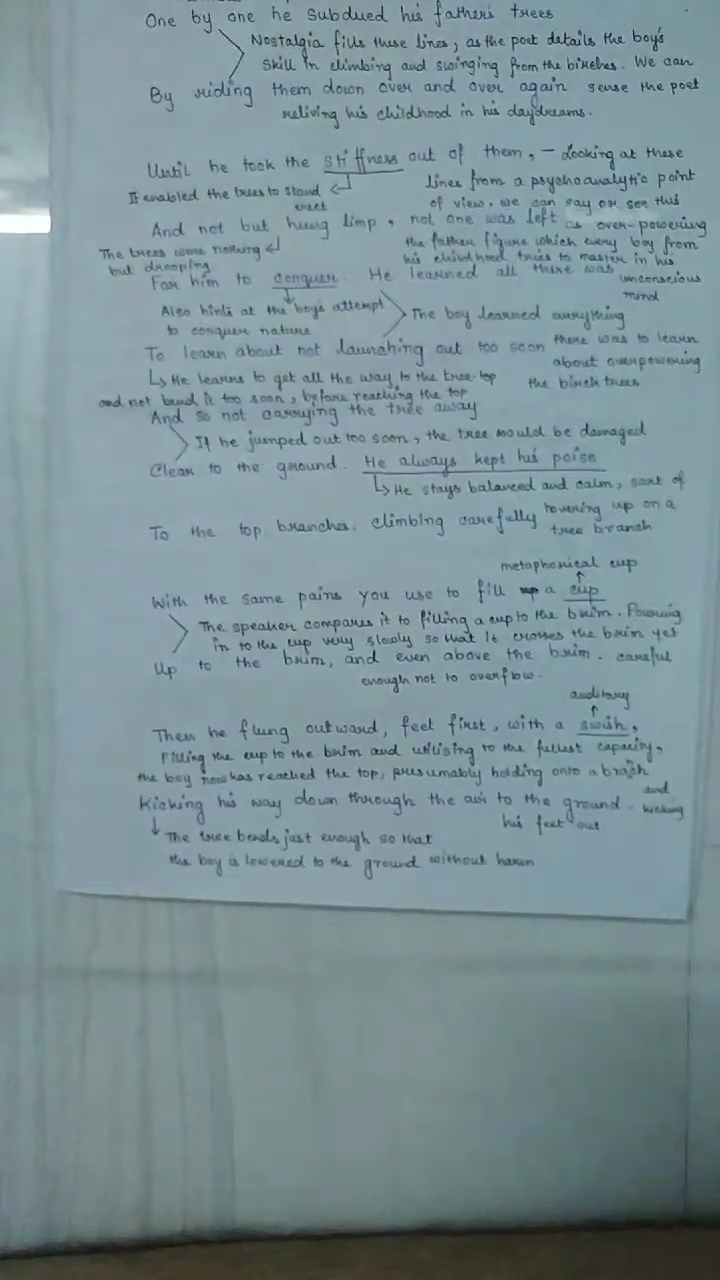 One by one he subdued his father's trees
Nostalgia fills these lines, as the poet details the boy's
skill in climbing and swinging from the birches. We can
By riding them down over and over again sense the poet
reliving his childhood in his daydreams.
Until he took the stiffness out of them, – Looking at these
It enabled the trees to stand lines from a psychoanalytic point
erect of view, we can say or see this
And not but hung limp, not one was left as over-powering
The trees were nothing the father figure which every boy from
but drooping his childhood tries to master in his
For him to conquer. He learned all there was unconscious
mind
Also hints at the boy's attempt The boy learned everything
to conquer nature
To learn about not launching out too soon there was to learn
about overpowering
↳ He learns to get all the way to the tree-top the birch trees
and not bend it too soon, before reaching the top
And so not carrying the tree away
If he jumped out too soon, the tree would be damaged
Clear to the ground. He always kept his poise
↳ He stays balanced and calm, sort of
To the top branches, climbing carefully hovering up on a
tree branch
metaphorical cup
With the same pains you use to fill a cup
The speaker compares it to filling a cup to the brim. Pouring
in to the cup very slowly so that it crosses the brim yet
Up to the brim, and even above the brim. careful
enough not to overflow.
auditory
Then he flung outward, feet first, with a swish,
Filling the cup to the brim and utilising to the fullest capacity,
the boy now has reached the top, presumably holding onto a brach
and
Kicking his way down through the air to the ground. kicking
his feet out
↓ The tree bends just enough so that
the boy is lowered to the ground without harm